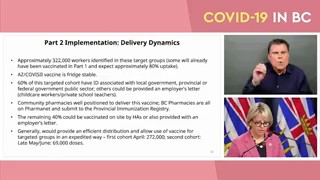 COVID-19 IN BC
Part 2 Implementation: Delivery Dynamics
• Approximately 322,000 workers identified in these target groups (some will already
have been vaccinated in Part 1 and expect approximately 80% uptake).
• AZ/COVISII vaccine is fridge stable.
• 60% of this targeted cohort have ID associated with local government, provincial or
federal government public sector; others could be provided an employer's letter
(childcare workers/private school teachers).
• Community pharmacies well positioned to deliver this vaccine; BC Pharmacies are all
on Pharmanet and submit to the Provincial Immunization Registry.
• The remaining 40% could be vaccinated on site by HAs or also provided with an
employer's letter.
• Generally, would provide an efficient distribution and allow use of vaccine for
targeted groups in an expedited way – first cohort April: 272,000; second cohort:
Late May/June: 69,000 doses.